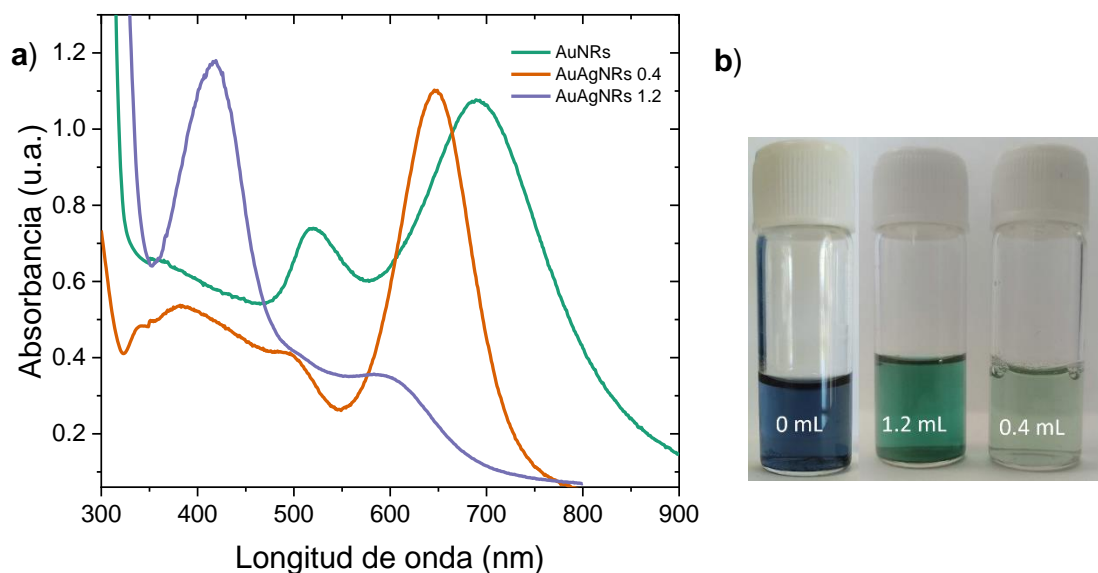 a)
AuNRs
AuAgNRs 0.4
AuAgNRs 1.2
1.2
1.0
0.8
0.6
0.4
0.2
Absorbancia (u.a.)
300 400 500 600 700 800 900
Longitud de onda (nm)
b)
0 mL
1.2 mL
0.4 mL